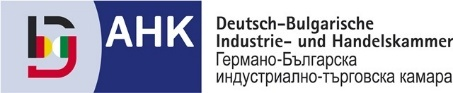 AHK
Deutsch-Bulgarische
Industrie- und Handelskammer
Германо-Българска
индустриално-търговска камара